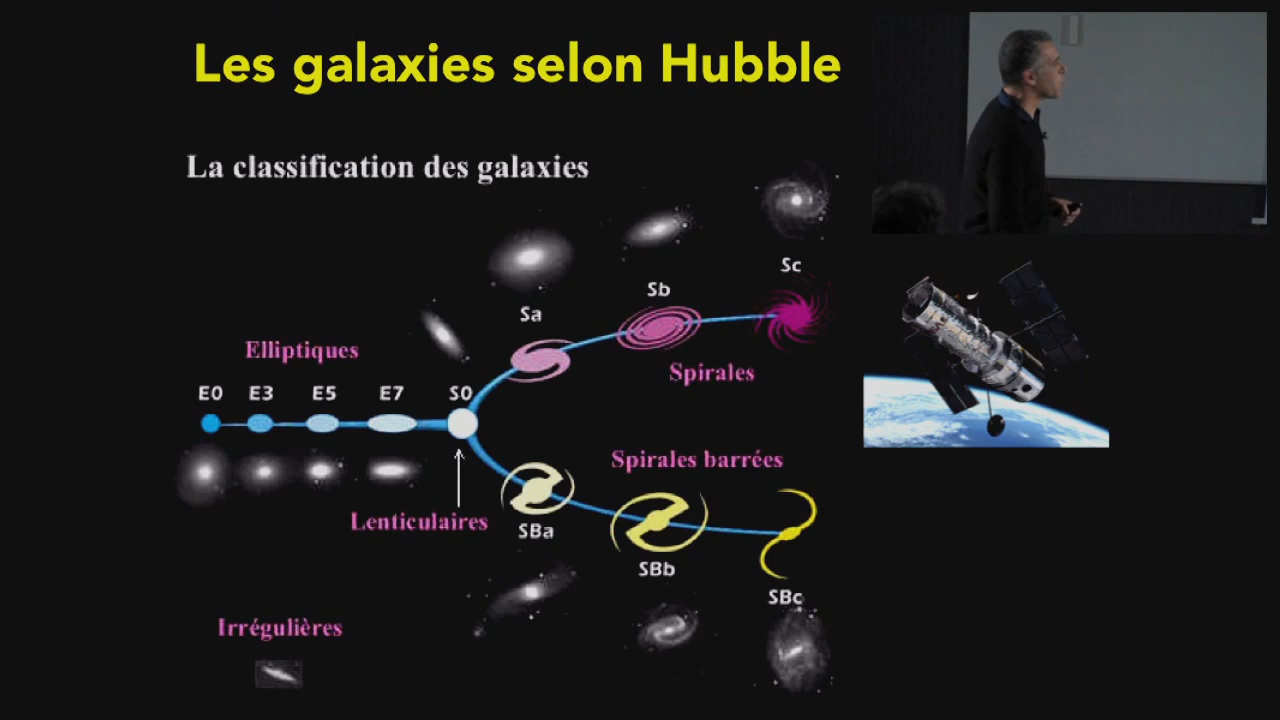 Les galaxies selon Hubble
La classification des galaxies
Sc
Sb
Sa
Elliptiques
Spirales
E0 E3 E5 E7 S0
Spirales barrées
Lenticulaires
SBa
SBb
SBc
Irrégulières